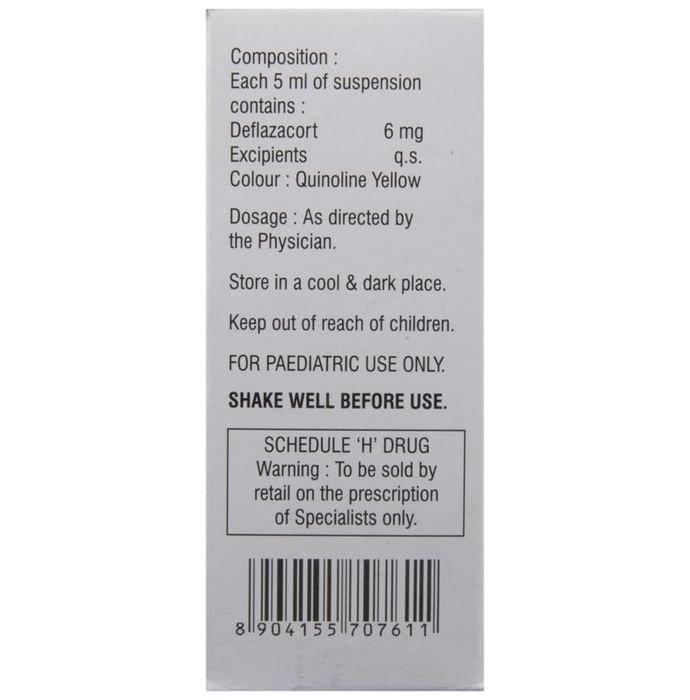 Composition :
Each 5 ml of suspension
contains :
Deflazacort 6 mg
Excipients q.s.
Colour : Quinoline Yellow
Dosage : As directed by
the Physician.
Store in a cool & dark place.
Keep out of reach of children.
FOR PAEDIATRIC USE ONLY.
SHAKE WELL BEFORE USE.
SCHEDULE ‘H’ DRUG
Warning : To be sold by
retail on the prescription
of Specialists only.
8 904155 707611